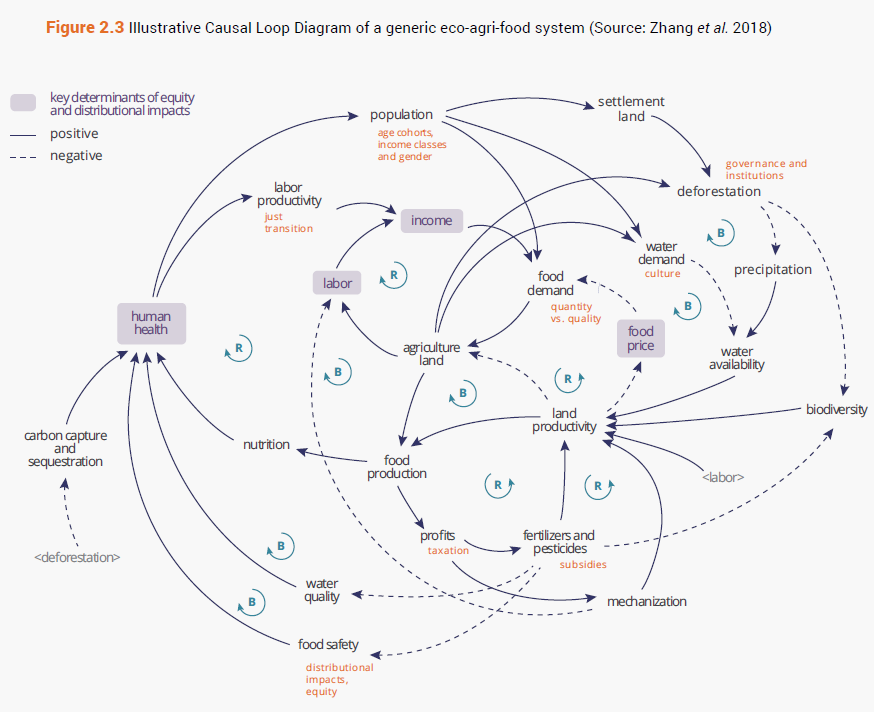 Figure 2.3 Illustrative Causal Loop Diagram of a generic eco-agri-food system (Source: Zhang et al. 2018)
key determinants of equity
and distributional impacts
positive
negative
population
age cohorts,
income classes
and gender
settlement
land
governance and
institutions
deforestation
labor
productivity
just
transition
income
B
water
demand
culture
precipitation
labor
R
food
demand
quantity
vs. quality
B
human
health
food
price
R
agriculture
land
water
availability
B
B
R
land
productivity
biodiversity
carbon capture
and
sequestration
nutrition
food
production
<labor>
R
R
profits
taxation
fertilizers and
pesticides
subsidies
<deforestation>
B
water
quality
B
mechanization
food safety
distributional
impacts,
equity